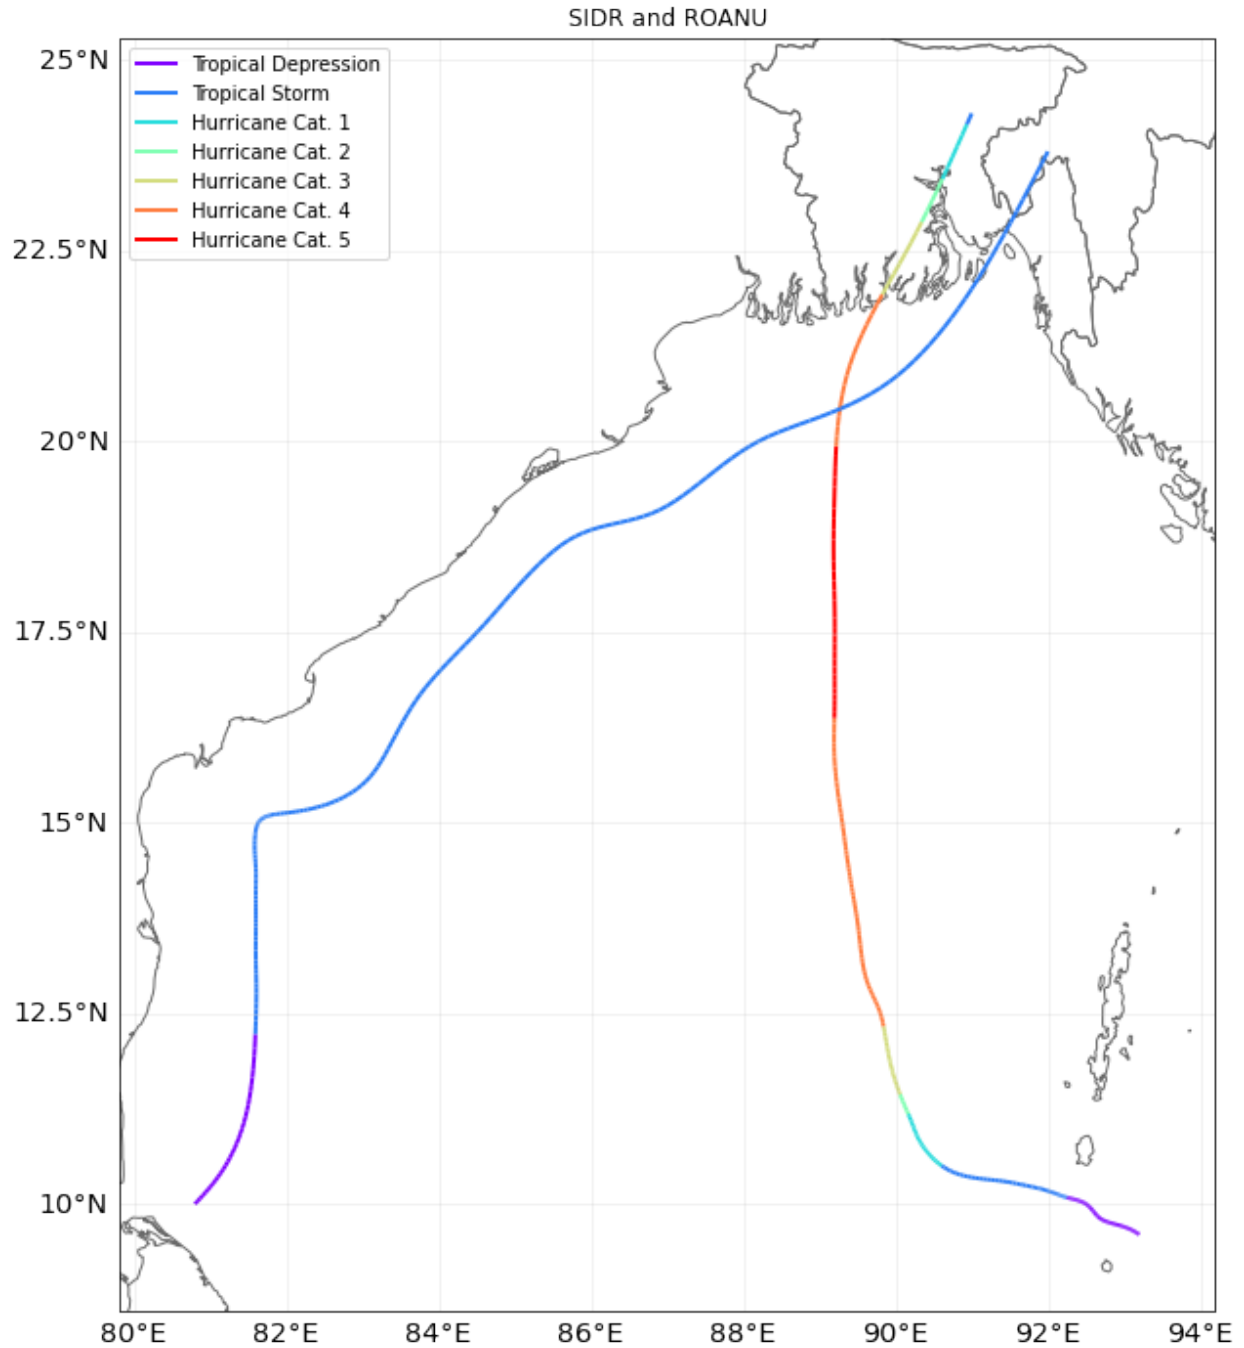 SIDR and ROANU
25°N
22.5°N
20°N
17.5°N
15°N
12.5°N
10°N
Tropical Depression
Tropical Storm
Hurricane Cat. 1
Hurricane Cat. 2
Hurricane Cat. 3
Hurricane Cat. 4
Hurricane Cat. 5
80°E 82°E 84°E 86°E 88°E 90°E 92°E 94°E